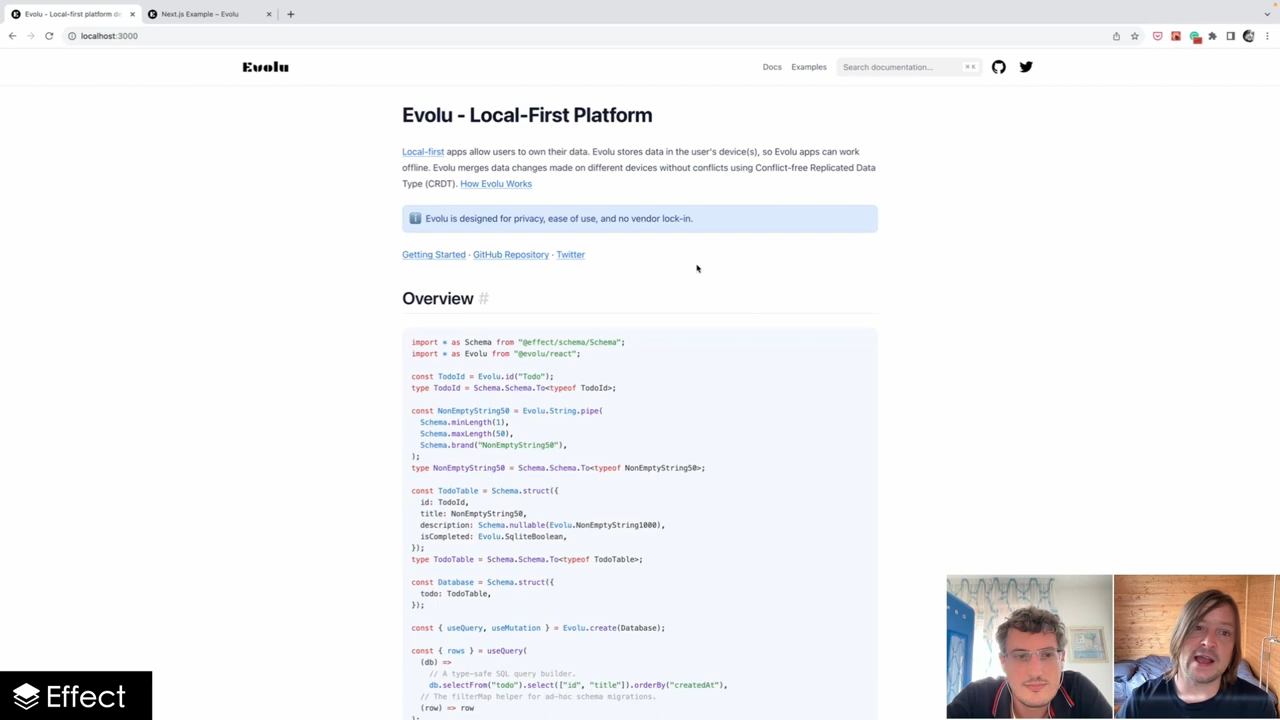 Evolu - Local-first platform de
Next.js Example – Evolu
localhost:3000
Evolu
Docs
Examples
Search documentation...
⌘ K
Evolu - Local-First Platform
Local-first apps allow users to own their data. Evolu stores data in the user's device(s), so Evolu apps can work
offline. Evolu merges data changes made on different devices without conflicts using Conflict-free Replicated Data
Type (CRDT). How Evolu Works
Evolu is designed for privacy, ease of use, and no vendor lock-in.
Getting Started · GitHub Repository · Twitter
Overview #
import * as Schema from "@effect/schema/Schema";
import * as Evolu from "@evolu/react";
const TodoId = Evolu.id("Todo");
type TodoId = Schema.Schema.To<typeof TodoId>;
const NonEmptyString50 = Evolu.String.pipe(
Schema.minLength(1),
Schema.maxLength(50),
Schema.brand("NonEmptyString50"),
);
type NonEmptyString50 = Schema.Schema.To<typeof NonEmptyString50>;
const TodoTable = Schema.struct({
id: TodoId,
title: NonEmptyString50,
description: Schema.nullable(Evolu.NonEmptyString1000),
isCompleted: Evolu.SqliteBoolean,
});
type TodoTable = Schema.Schema.To<typeof TodoTable>;
const Database = Schema.struct({
todo: TodoTable,
});
const { useQuery, useMutation } = Evolu.create(Database);
const { rows } = useQuery(
(db) =>
// A type-safe SQL query builder.
db.selectFrom("todo").select(["id", "title"]).orderBy("createdAt"),
// The filterMap helper for ad-hoc schema migrations.
(row) => row
Effect